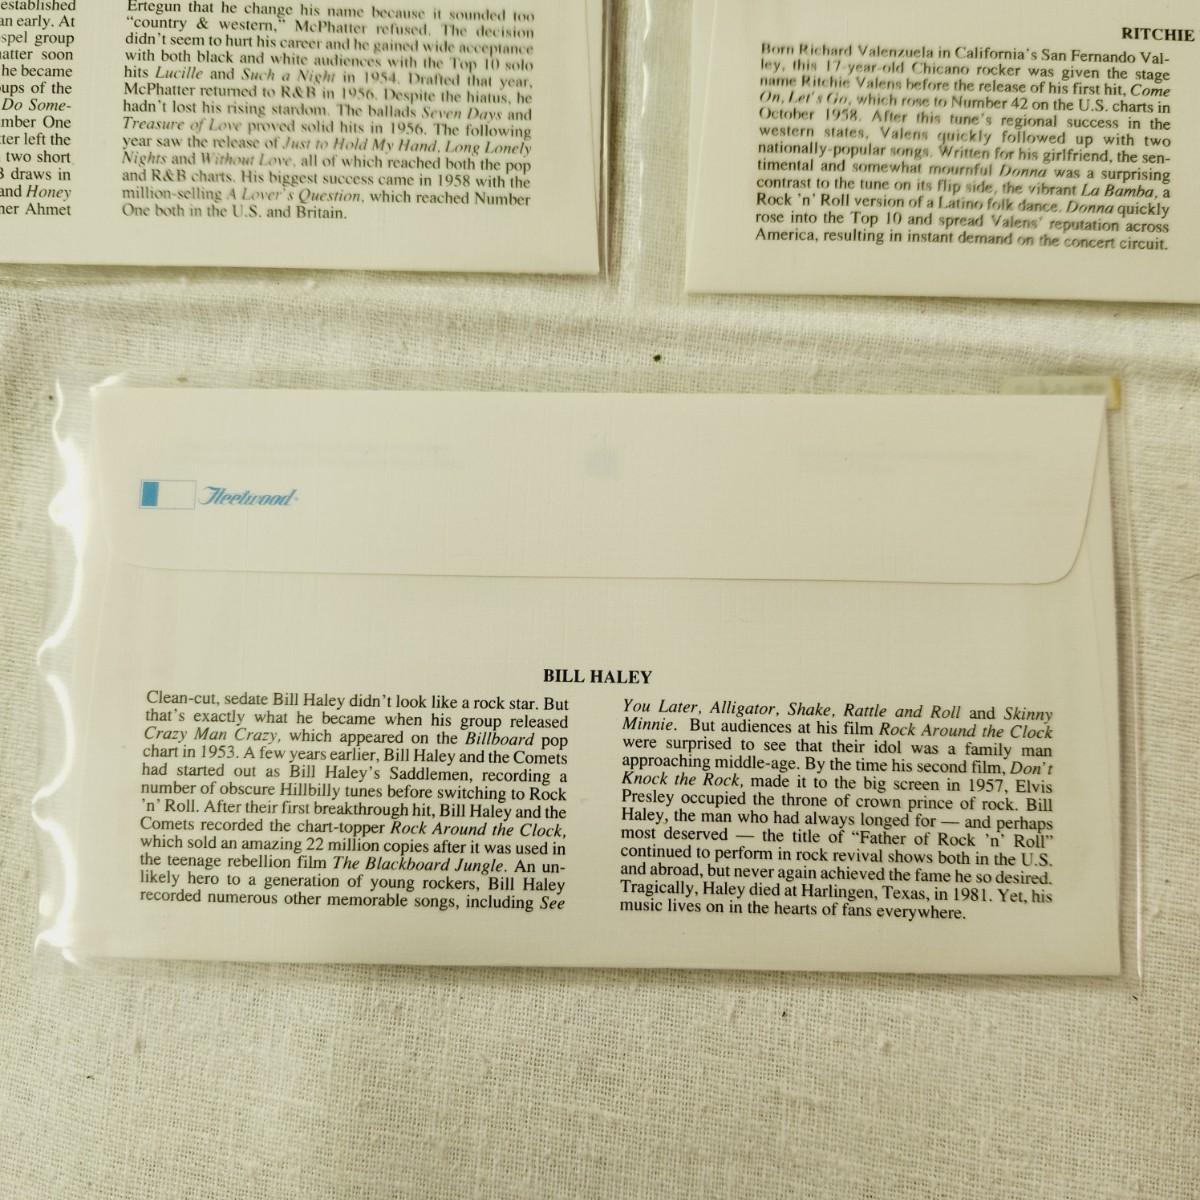 established
an early. At
spel group
atter soon
he became
ups of the
Do Some-
mber One
ter left the
two short
B draws in
and Honey
ner Ahmet
Ertegun that he change his name because it sounded too
"country & western," McPhatter refused. The decision
didn't seem to hurt his career and he gained wide acceptance
with both black and white audiences with the Top 10 solo
hits Lucille and Such a Night in 1954. Drafted that year,
McPhatter returned to R&B in 1956. Despite the hiatus, he
hadn't lost his rising stardom. The ballads Seven Days and
Treasure of Love proved solid hits in 1956. The following
year saw the release of Just to Hold My Hand, Long Lonely
Nights and Without Love, all of which reached both the pop
and R&B charts. His biggest success came in 1958 with the
million-selling A Lover's Question, which reached Number
One both in the U.S. and Britain.
RITCHIE
Born Richard Valenzuela in California's San Fernando Val-
ley, this 17-year-old Chicano rocker was given the stage
name Ritchie Valens before the release of his first hit, Come
On, Let's Go, which rose to Number 42 on the U.S. charts in
October 1958. After this tune's regional success in the
western states, Valens quickly followed up with two
nationally-popular songs. Written for his girlfriend, the sen-
timental and somewhat mournful Donna was a surprising
contrast to the tune on its flip side, the vibrant La Bamba, a
Rock 'n' Roll version of a Latino folk dance. Donna quickly
rose into the Top 10 and spread Valens' reputation across
America, resulting in instant demand on the concert circuit.
Fleetwood
BILL HALEY
Clean-cut, sedate Bill Haley didn't look like a rock star. But
that's exactly what he became when his group released
Crazy Man Crazy, which appeared on the Billboard pop
chart in 1953. A few years earlier, Bill Haley and the Comets
had started out as Bill Haley's Saddlemen, recording a
number of obscure Hillbilly tunes before switching to Rock
'n' Roll. After their first breakthrough hit, Bill Haley and the
Comets recorded the chart-topper Rock Around the Clock,
which sold an amazing 22 million copies after it was used in
the teenage rebellion film The Blackboard Jungle. An un-
likely hero to a generation of young rockers, Bill Haley
recorded numerous other memorable songs, including See
You Later, Alligator, Shake, Rattle and Roll and Skinny
Minnie. But audiences at his film Rock Around the Clock
were surprised to see that their idol was a family man
approaching middle-age. By the time his second film, Don't
Knock the Rock, made it to the big screen in 1957, Elvis
Presley occupied the throne of crown prince of rock. Bill
Haley, the man who had always longed for — and perhaps
most deserved — the title of "Father of Rock 'n' Roll"
continued to perform in rock revival shows both in the U.S.
and abroad, but never again achieved the fame he so desired.
Tragically, Haley died at Harlingen, Texas, in 1981. Yet, his
music lives on in the hearts of fans everywhere.